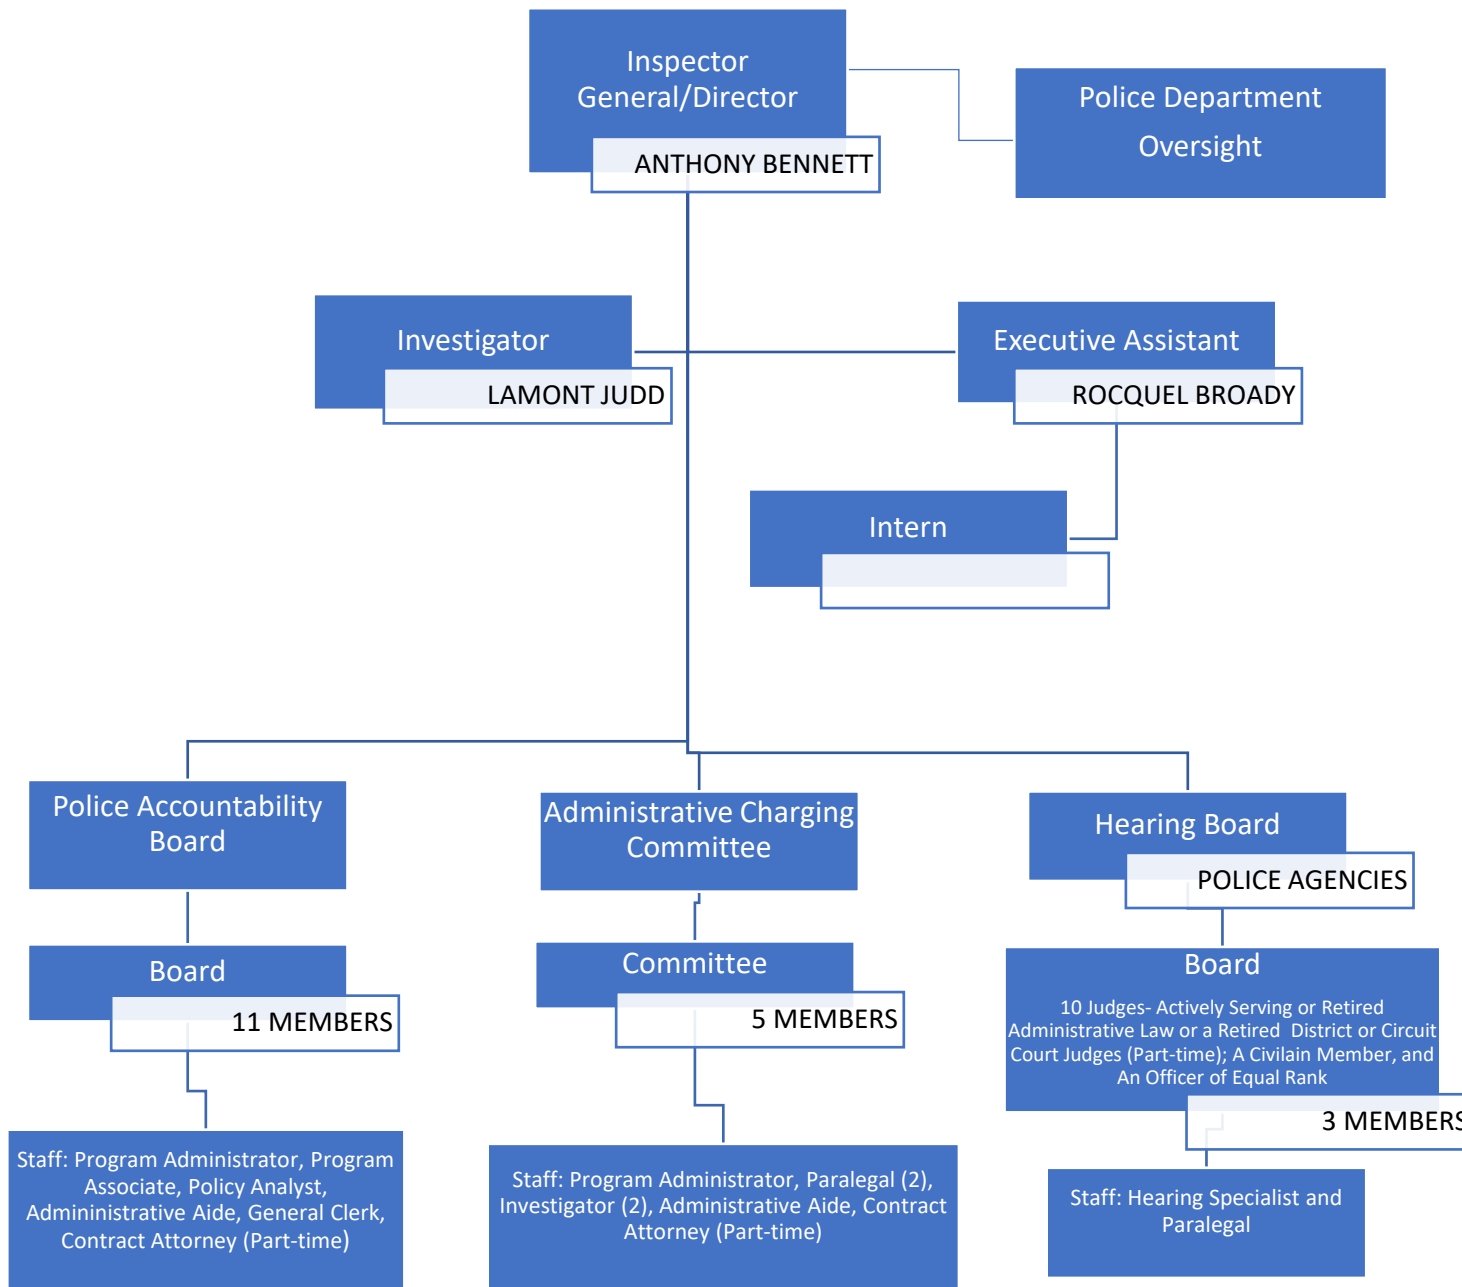 Inspector
General/Director
ANTHONY BENNETT
Police Department
Oversight
Investigator
LAMONT JUDD
Executive Assistant
ROCQUEL BROADY
Intern
Police Accountability
Board
Administrative Charging
Committee
Hearing Board
POLICE AGENCIES
Board
11 MEMBERS
Committee
5 MEMBERS
Board
10 Judges- Actively Serving or Retired
Administrative Law or a Retired District or Circuit
Court Judges (Part-time); A Civilain Member, and
An Officer of Equal Rank
3 MEMBERS
Staff: Program Administrator, Program
Associate, Policy Analyst,
Admininistrative Aide, General Clerk,
Contract Attorney (Part-time)
Staff: Program Administrator, Paralegal (2),
Investigator (2), Administrative Aide, Contract
Attorney (Part-time)
Staff: Hearing Specialist and
Paralegal